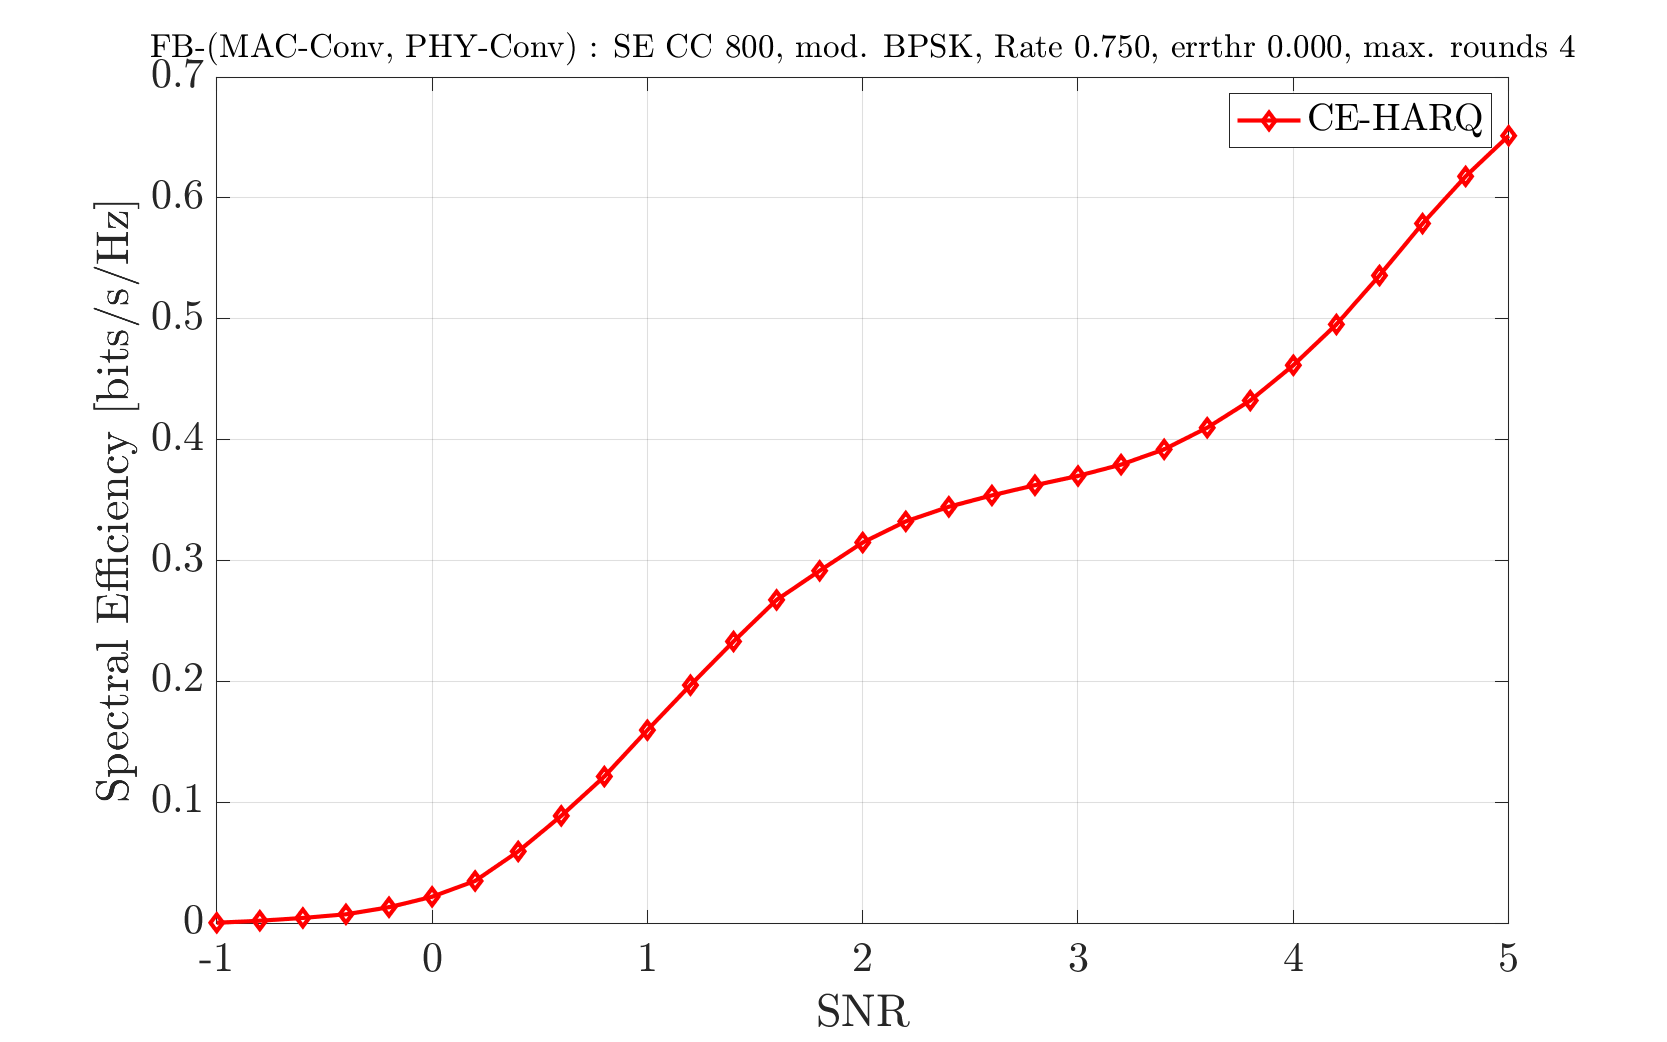 FB-(MAC-Conv, PHY-Conv) : SE CC 800, mod. BPSK, Rate 0.750, errthr 0.000, max. rounds 4
CE-HARQ
Spectral Efficiency [bits/s/Hz]
0.7
0.6
0.5
0.4
0.3
0.2
0.1
0
-1 0 1 2 3 4 5
SNR